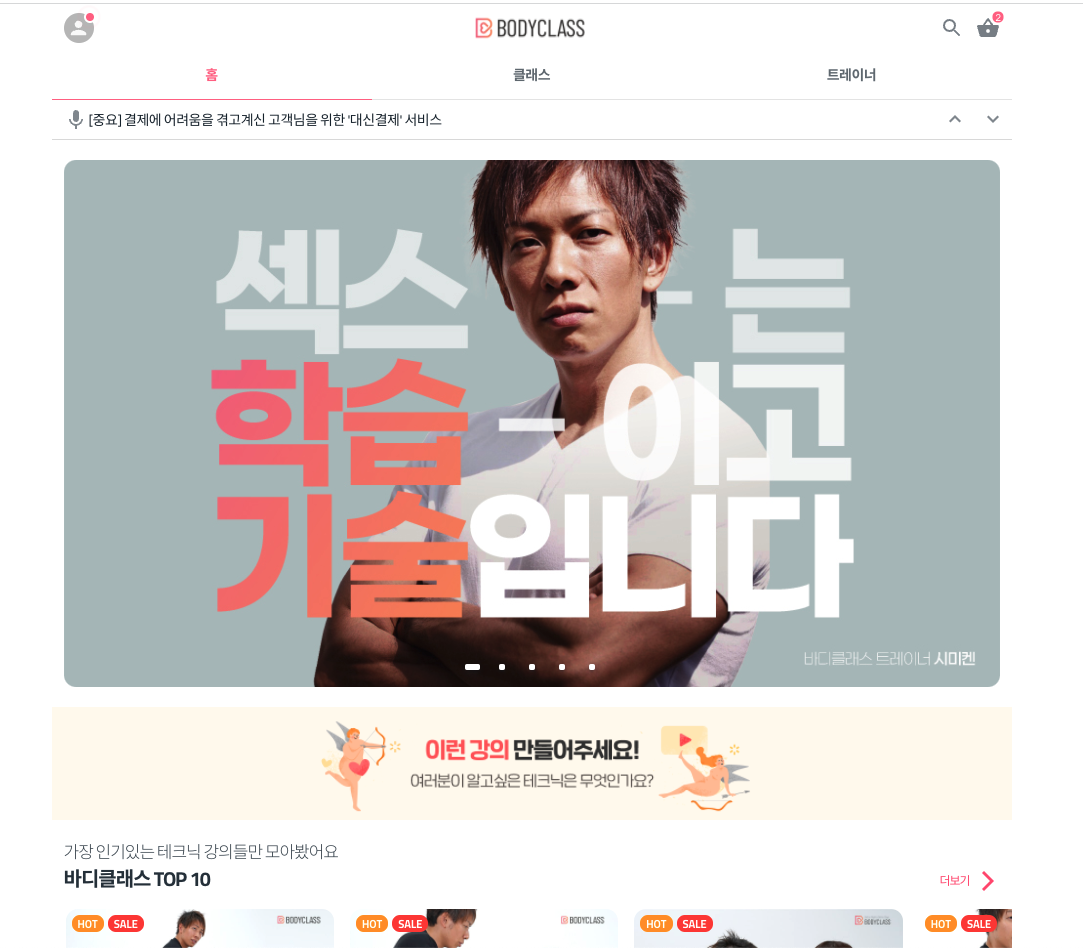 BODYCLASS
2
홈 클래스 트레이너
[중요] 결제에 어려움을 겪고계신 고객님을 위한 '대신결제' 서비스
섹스 는
학습 이고
기술입니다
바디클래스 트레이너 시미켄
이런 강의 만들어주세요!
여러분이 알고싶은 테크닉은 무엇인가요?
가장 인기있는 테크닉 강의들만 모아봤어요
바디클래스 TOP 10
더보기
HOT SALE BODYCLASS
HOT SALE BODYCLASS
HOT SALE BODYCLASS
HOT SALE